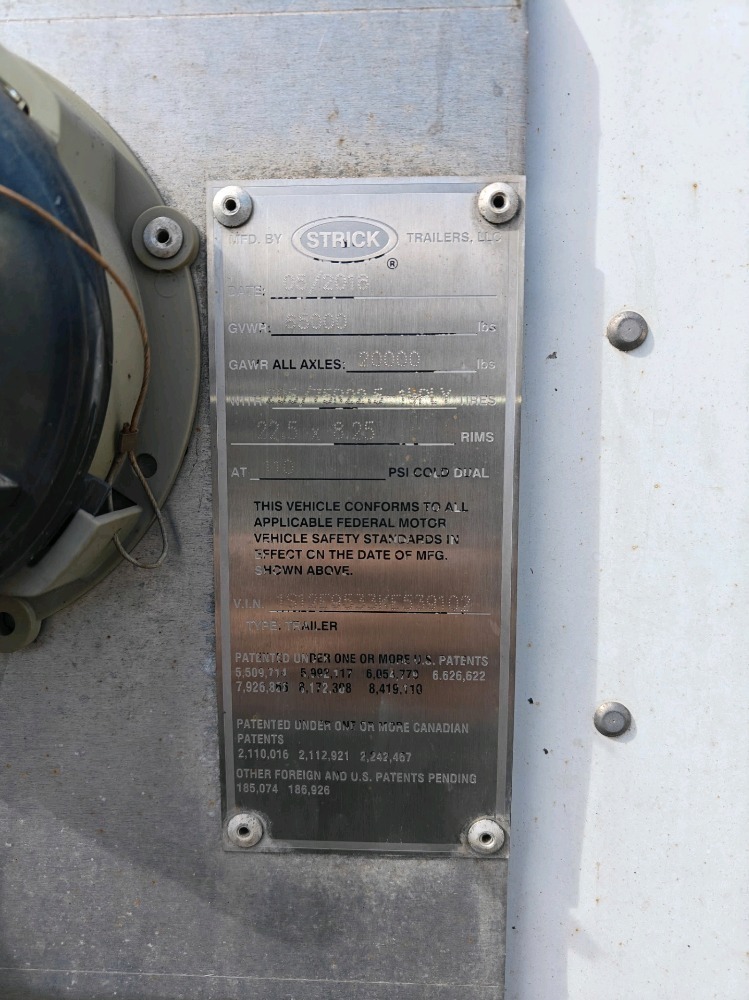 MFD. BY STRICK ® TRAILERS, LLC
DATE: 05/2018
GVWR: lbs
GAWR ALL AXLES: 20000 lbs
WITH TIRES
22.5 x 8.25 RIMS
AT 110 PSI COLD DUAL
THIS VEHICLE CONFORMS TO ALL
APPLICABLE FEDERAL MOTOR
VEHICLE SAFETY STANDARDS IN
EFFECT ON THE DATE OF MFG.
SHOWN ABOVE.
V.I.N.
TYPE: TRAILER
PATENTED UNDER ONE OR MORE U.S. PATENTS
6,626,622
8,419,110
PATENTED UNDER ONE OR MORE CANADIAN
PATENTS
2,110,016 2,112,921 2,242,467
OTHER FOREIGN AND U.S. PATENTS PENDING
185,074 186,926